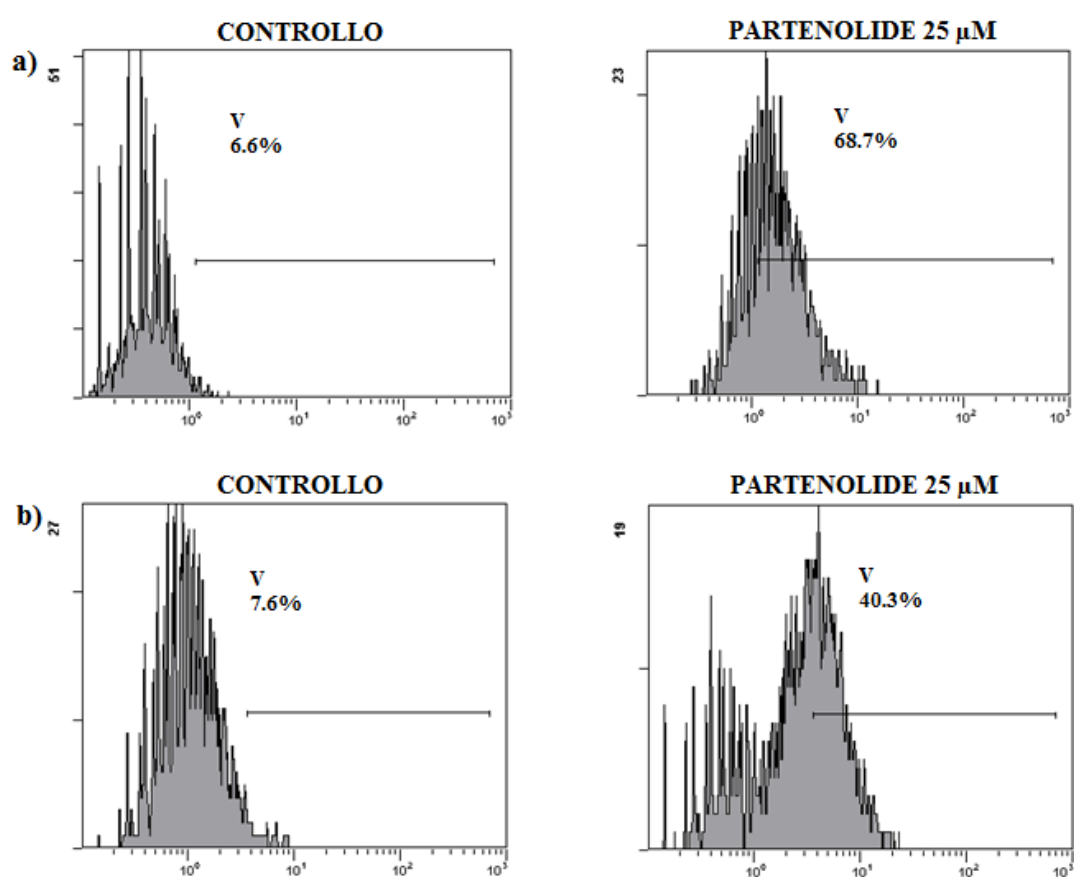 CONTROLLO
PARTENOLIDE 25 µM
a)
51
V
6.6%
23
V
68.7%
10⁰ 10¹ 10² 10³
10⁰ 10¹ 10² 10³
CONTROLLO
PARTENOLIDE 25 µM
b)
27
V
7.6%
19
V
40.3%
10⁰ 10¹ 10² 10³
10⁰ 10¹ 10² 10³